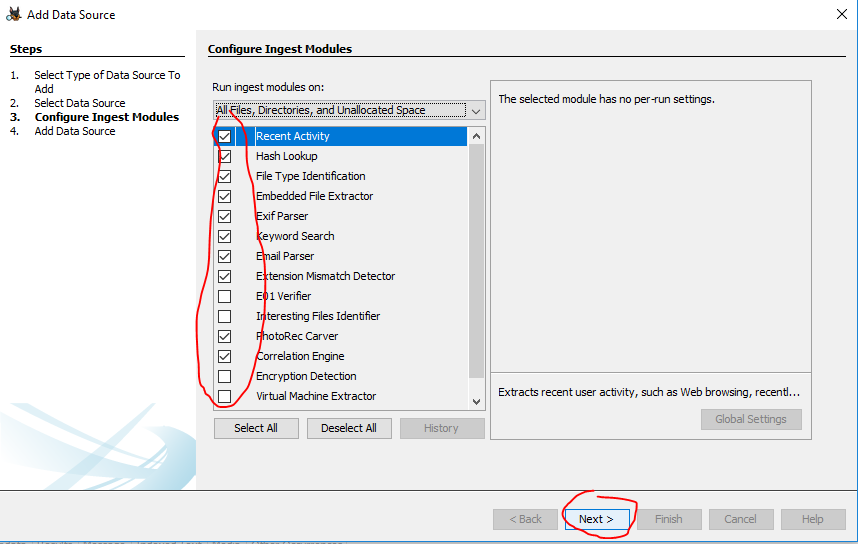 Add Data Source
Steps
1. Select Type of Data Source To
Add
2. Select Data Source
3. Configure Ingest Modules
4. Add Data Source
Configure Ingest Modules
Run ingest modules on:
All Files, Directories, and Unallocated Space
Recent Activity
Hash Lookup
File Type Identification
Embedded File Extractor
Exif Parser
Keyword Search
Email Parser
Extension Mismatch Detector
E01 Verifier
Interesting Files Identifier
PhotoRec Carver
Correlation Engine
Encryption Detection
Virtual Machine Extractor
Select All
Deselect All
History
The selected module has no per-run settings.
Extracts recent user activity, such as Web browsing, recentl...
Global Settings
< Back
Next >
Finish
Cancel
Help